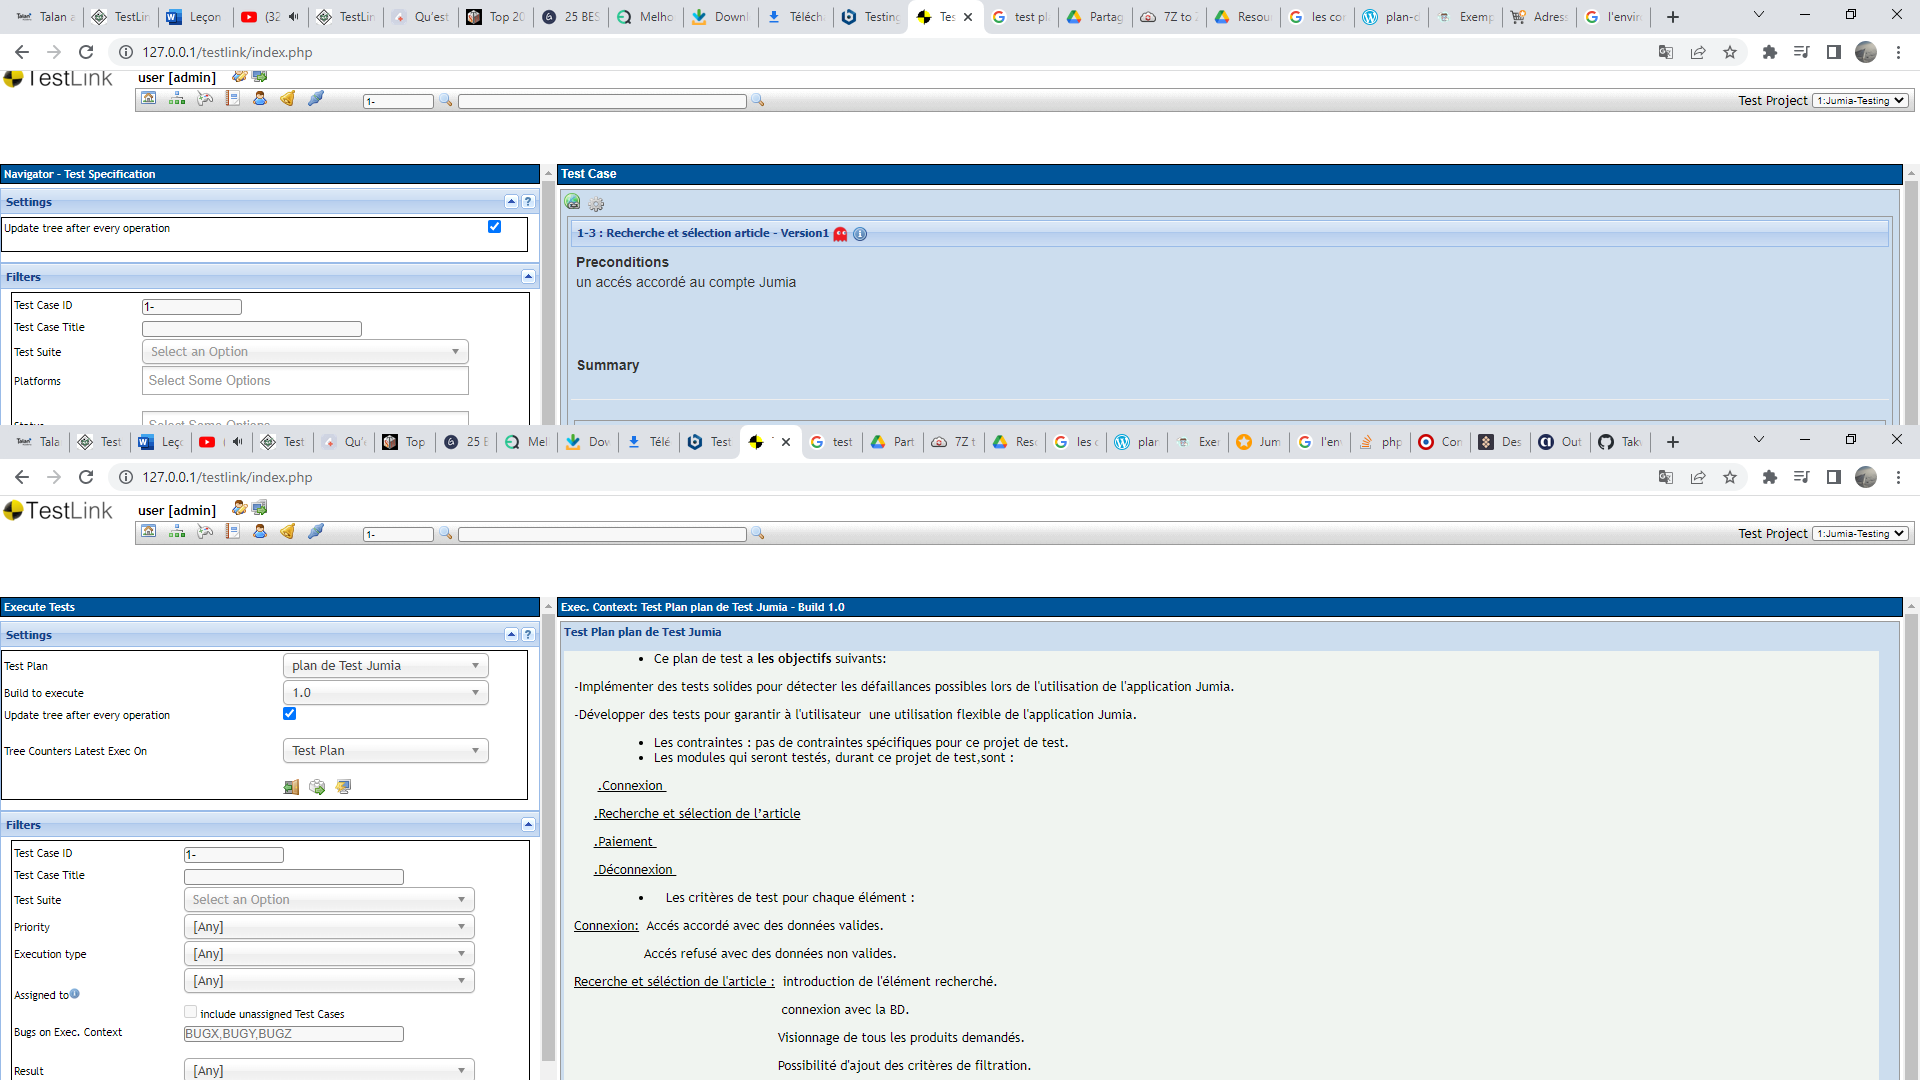 Talan a
TestLin
Leçon
(32
TestLin
Qu'est
Top 20
25 BES
Melho
Downl
Téléch
Testing
Tes
test pl
Partag
7Z to Z
Resou
les cor
plan-d
Exemp
Adress
l'envir
127.0.0.1/testlink/index.php
TestLink
user [admin]
1-
Test Project
1:Jumia-Testing
Navigator - Test Specification
Test Case
Settings
Update tree after every operation
1-3 : Recherche et sélection article - Version1
Preconditions
un accés accordé au compte Jumia
Filters
Test Case ID
1-
Test Case Title
Test Suite
Select an Option
Summary
Platforms
Select Some Options
Status
Select Some Options
Tala
Test
Leç
Test
Qu'
Top
25 B
Mel
Dow
Télé
Test
T
test
Part
7Z t
Res
les c
plar
Exer
Jum
l'env
php
Cor
Des
Out
Tak
127.0.0.1/testlink/index.php
TestLink
user [admin]
1-
Test Project
1:Jumia-Testing
Execute Tests
Exec. Context: Test Plan plan de Test Jumia - Build 1.0
Settings
Test Plan plan de Test Jumia
Test Plan
plan de Test Jumia
Build to execute
1.0
Update tree after every operation
Tree Counters Latest Exec On
Test Plan
• Ce plan de test a les objectifs suivants:
-Implémenter des tests solides pour détecter les défaillances possibles lors de l'utilisation de l'application Jumia.
-Développer des tests pour garantir à l'utilisateur une utilisation flexible de l'application Jumia.
• Les contraintes : pas de contraintes spécifiques pour ce projet de test.
• Les modules qui seront testés, durant ce projet de test,sont :
.Connexion
.Recherche et sélection de l’article
.Paiement
.Déconnexion
• Les critères de test pour chaque élément :
Connexion: Accés accordé avec des données valides.
Accés refusé avec des données non valides.
Recerche et séléction de l'article : introduction de l'élément recherché.
connexion avec la BD.
Visionnage de tous les produits demandés.
Possibilité d'ajout des critères de filtration.
Filters
Test Case ID
1-
Test Case Title
Test Suite
Select an Option
Priority
[Any]
Execution type
[Any]
[Any]
Assigned to
include unassigned Test Cases
Bugs on Exec. Context
BUGX,BUGY,BUGZ
Result
[Any]